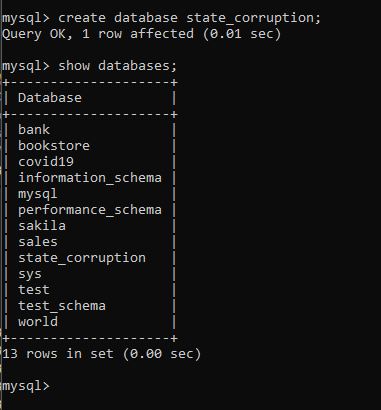 mysql> create database state_corruption;
Query OK, 1 row affected (0.01 sec)
mysql> show databases;
+--------------------+
| Database           |
+--------------------+
| bank               |
| bookstore          |
| covid19            |
| information_schema |
| mysql              |
| performance_schema |
| sakila             |
| sales              |
| state_corruption   |
| sys                |
| test               |
| test_schema        |
| world              |
+--------------------+
13 rows in set (0.00 sec)
mysql>